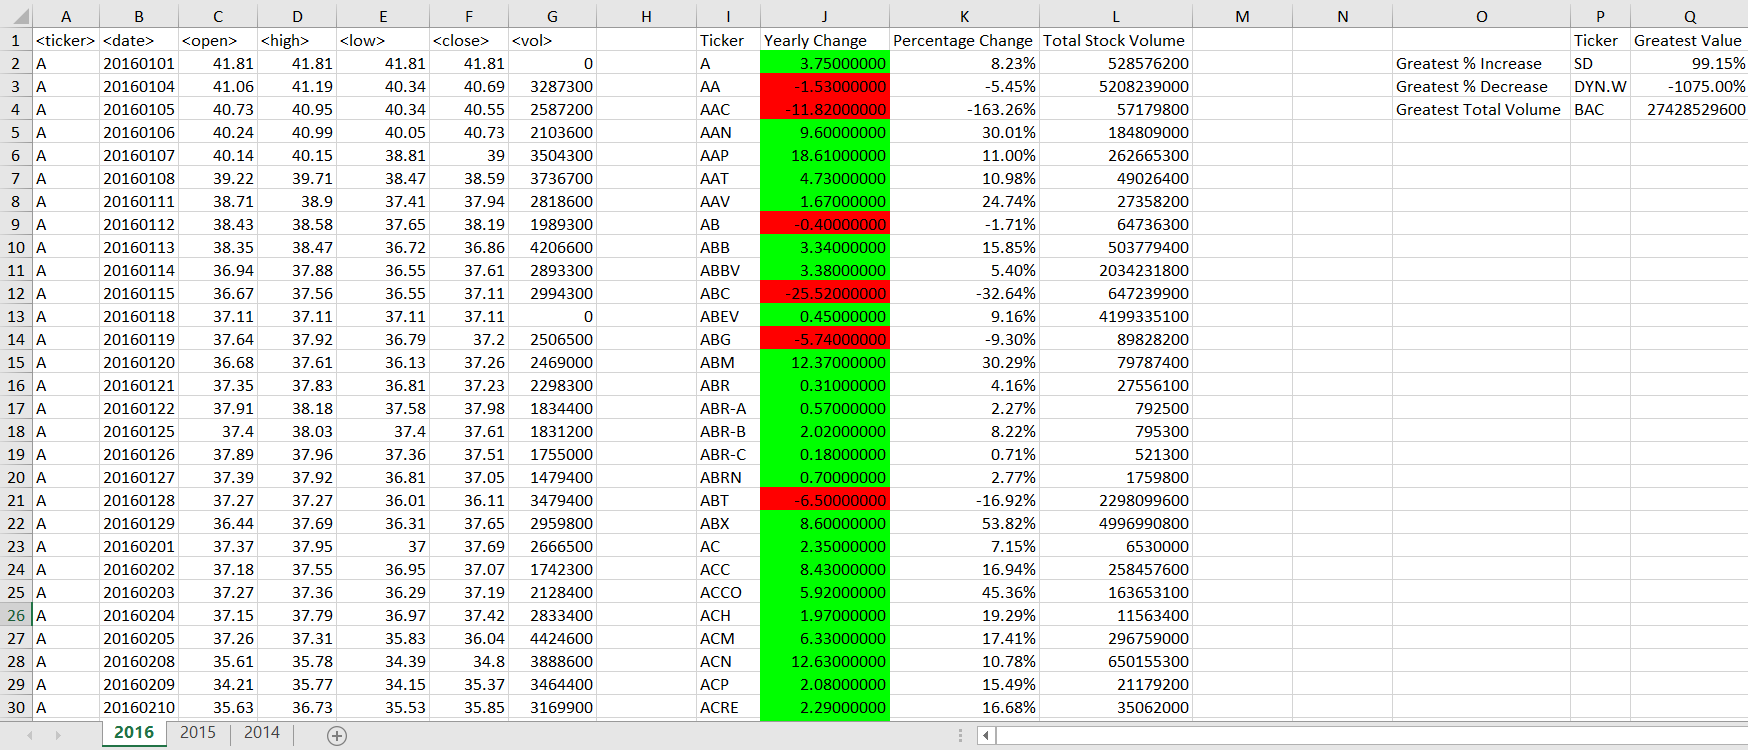 A B C D E F G H I J K L M N O P Q
1 <ticker> <date> <open> <high> <low> <close> <vol> Ticker Yearly Change Percentage Change Total Stock Volume Ticker Greatest Value
2 A 20160101 41.81 41.81 41.81 41.81 0 A 3.75000000 8.23% 528576200 Greatest % Increase SD 99.15%
3 A 20160104 41.06 41.19 40.34 40.69 3287300 AA -1.53000000 -5.45% 5208239000 Greatest % Decrease DYN.W -1075.00%
4 A 20160105 40.73 40.95 40.34 40.55 2587200 AAC -11.82000000 -163.26% 57179800 Greatest Total Volume BAC 27428529600
5 A 20160106 40.24 40.99 40.05 40.73 2103600 AAN 9.60000000 30.01% 184809000
6 A 20160107 40.14 40.15 38.81 39 3504300 AAP 18.61000000 11.00% 262665300
7 A 20160108 39.22 39.71 38.47 38.59 3736700 AAT 4.73000000 10.98% 49026400
8 A 20160111 38.71 38.9 37.41 37.94 2818600 AAV 1.67000000 24.74% 27358200
9 A 20160112 38.43 38.58 37.65 38.19 1989300 AB -0.40000000 -1.71% 64736300
10 A 20160113 38.35 38.47 36.72 36.86 4206600 ABB 3.34000000 15.85% 503779400
11 A 20160114 36.94 37.88 36.55 37.61 2893300 ABBV 3.38000000 5.40% 2034231800
12 A 20160115 36.67 37.56 36.55 37.11 2994300 ABC -25.52000000 -32.64% 647239900
13 A 20160118 37.11 37.11 37.11 37.11 0 ABEV 0.45000000 9.16% 4199335100
14 A 20160119 37.64 37.92 36.79 37.2 2506500 ABG -5.74000000 -9.30% 89828200
15 A 20160120 36.68 37.61 36.13 37.26 2469000 ABM 12.37000000 30.29% 79787400
16 A 20160121 37.35 37.83 36.81 37.23 2298300 ABR 0.31000000 4.16% 27556100
17 A 20160122 37.91 38.18 37.58 37.98 1834400 ABR-A 0.57000000 2.27% 792500
18 A 20160125 37.4 38.03 37.4 37.61 1831200 ABR-B 2.02000000 8.22% 795300
19 A 20160126 37.89 37.96 37.36 37.51 1755000 ABR-C 0.18000000 0.71% 521300
20 A 20160127 37.39 37.92 36.81 37.05 1479400 ABRN 0.70000000 2.77% 1759800
21 A 20160128 37.27 37.27 36.01 36.11 3479400 ABT -6.50000000 -16.92% 2298099600
22 A 20160129 36.44 37.69 36.31 37.65 2959800 ABX 8.60000000 53.82% 4996990800
23 A 20160201 37.37 37.95 37 37.69 2666500 AC 2.35000000 7.15% 6530000
24 A 20160202 37.18 37.55 36.95 37.07 1742300 ACC 8.43000000 16.94% 258457600
25 A 20160203 37.27 37.36 36.29 37.19 2128400 ACCO 5.92000000 45.36% 163653100
26 A 20160204 37.15 37.79 36.97 37.42 2833400 ACH 1.97000000 19.29% 11563400
27 A 20160205 37.26 37.31 35.83 36.04 4424600 ACM 6.33000000 17.41% 296759000
28 A 20160208 35.61 35.78 34.39 34.8 3888600 ACN 12.63000000 10.78% 650155300
29 A 20160209 34.21 35.77 34.15 35.37 3464400 ACP 2.08000000 15.49% 21179200
30 A 20160210 35.63 36.73 35.53 35.85 3169900 ACRE 2.29000000 16.68% 35062000
2016 2015 2014